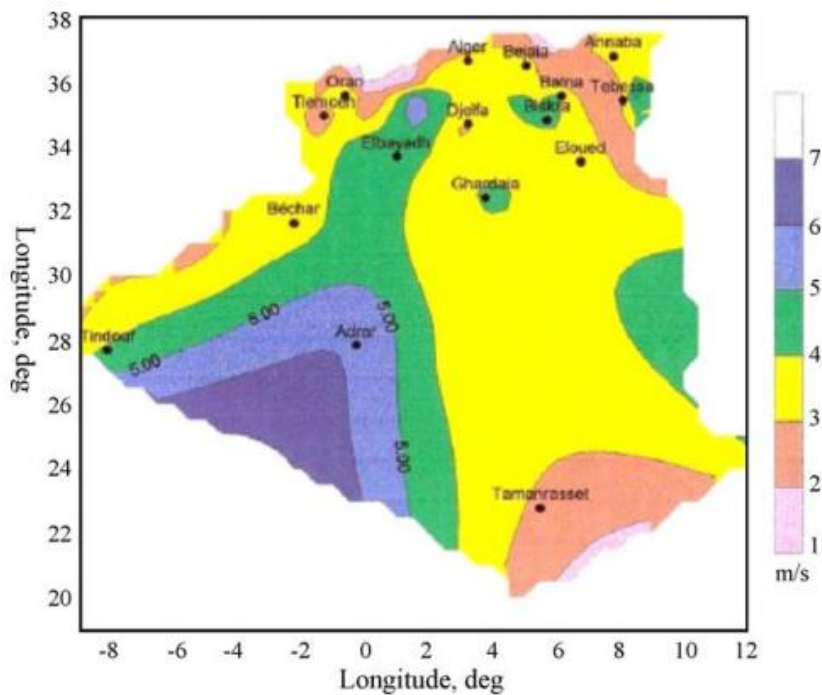 38
36
34
32
30
28
26
24
22
20
Longitude, deg
-8
-6
-4
-2
0
2
4
6
8
10
12
Longitude, deg
Alger
Bejaia
Annaba
Oran
Tlemcen
Batna
Tebessa
Biskra
Djelfa
Elbayadh
Eloued
Ghardaia
Béchar
Tindouf
Adrar
Tamanrasset
5.00
6.00
5.00
5.00
7
6
5
4
3
2
1
m/s